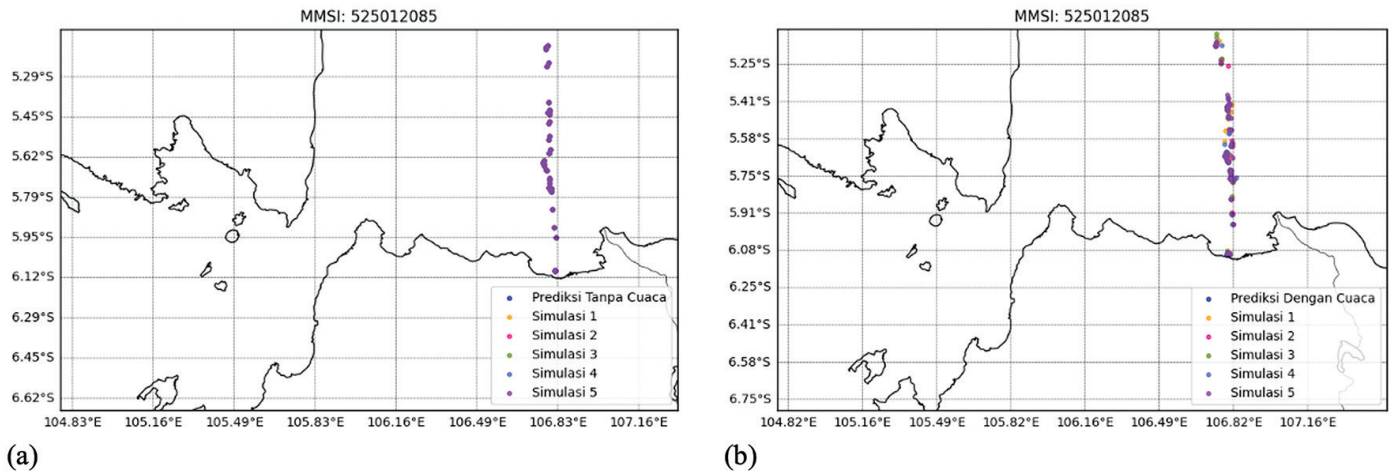 MMSI: 525012085
5.29°S
5.45°S
5.62°S
5.79°S
5.95°S
6.12°S
6.29°S
6.45°S
6.62°S
104.83°E 105.16°E 105.49°E 105.83°E 106.16°E 106.49°E 106.83°E 107.16°E
Prediksi Tanpa Cuaca
Simulasi 1
Simulasi 2
Simulasi 3
Simulasi 4
Simulasi 5
(a)
MMSI: 525012085
5.25°S
5.41°S
5.58°S
5.75°S
5.91°S
6.08°S
6.25°S
6.41°S
6.58°S
6.75°S
104.82°E 105.16°E 105.49°E 105.82°E 106.16°E 106.49°E 106.82°E 107.16°E
Prediksi Dengan Cuaca
Simulasi 1
Simulasi 2
Simulasi 3
Simulasi 4
Simulasi 5
(b)